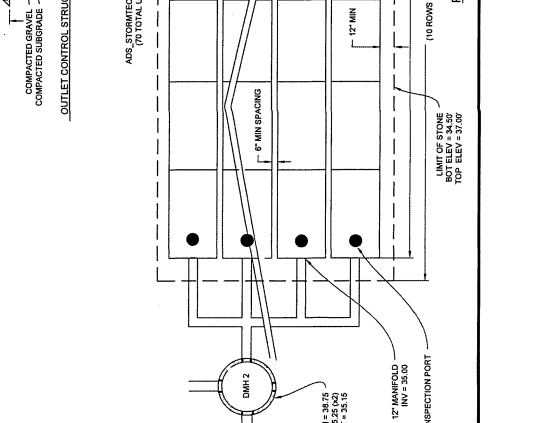 COMPACTED GRAVEL
COMPACTED SUBGRADE
OUTLET CONTROL STRUC
ADS_STORMTEC
(70 TOTAL U
12" MIN
(10 ROWS
6" MIN SPACING
LIMIT OF STONE
BOT ELEV = 34.50'
TOP ELEV = 37.00'
DMH 2
= 38.75
5.25 (x2)
= 35.15
12" MANIFOLD
INV = 35.00
NSPECTION PORT